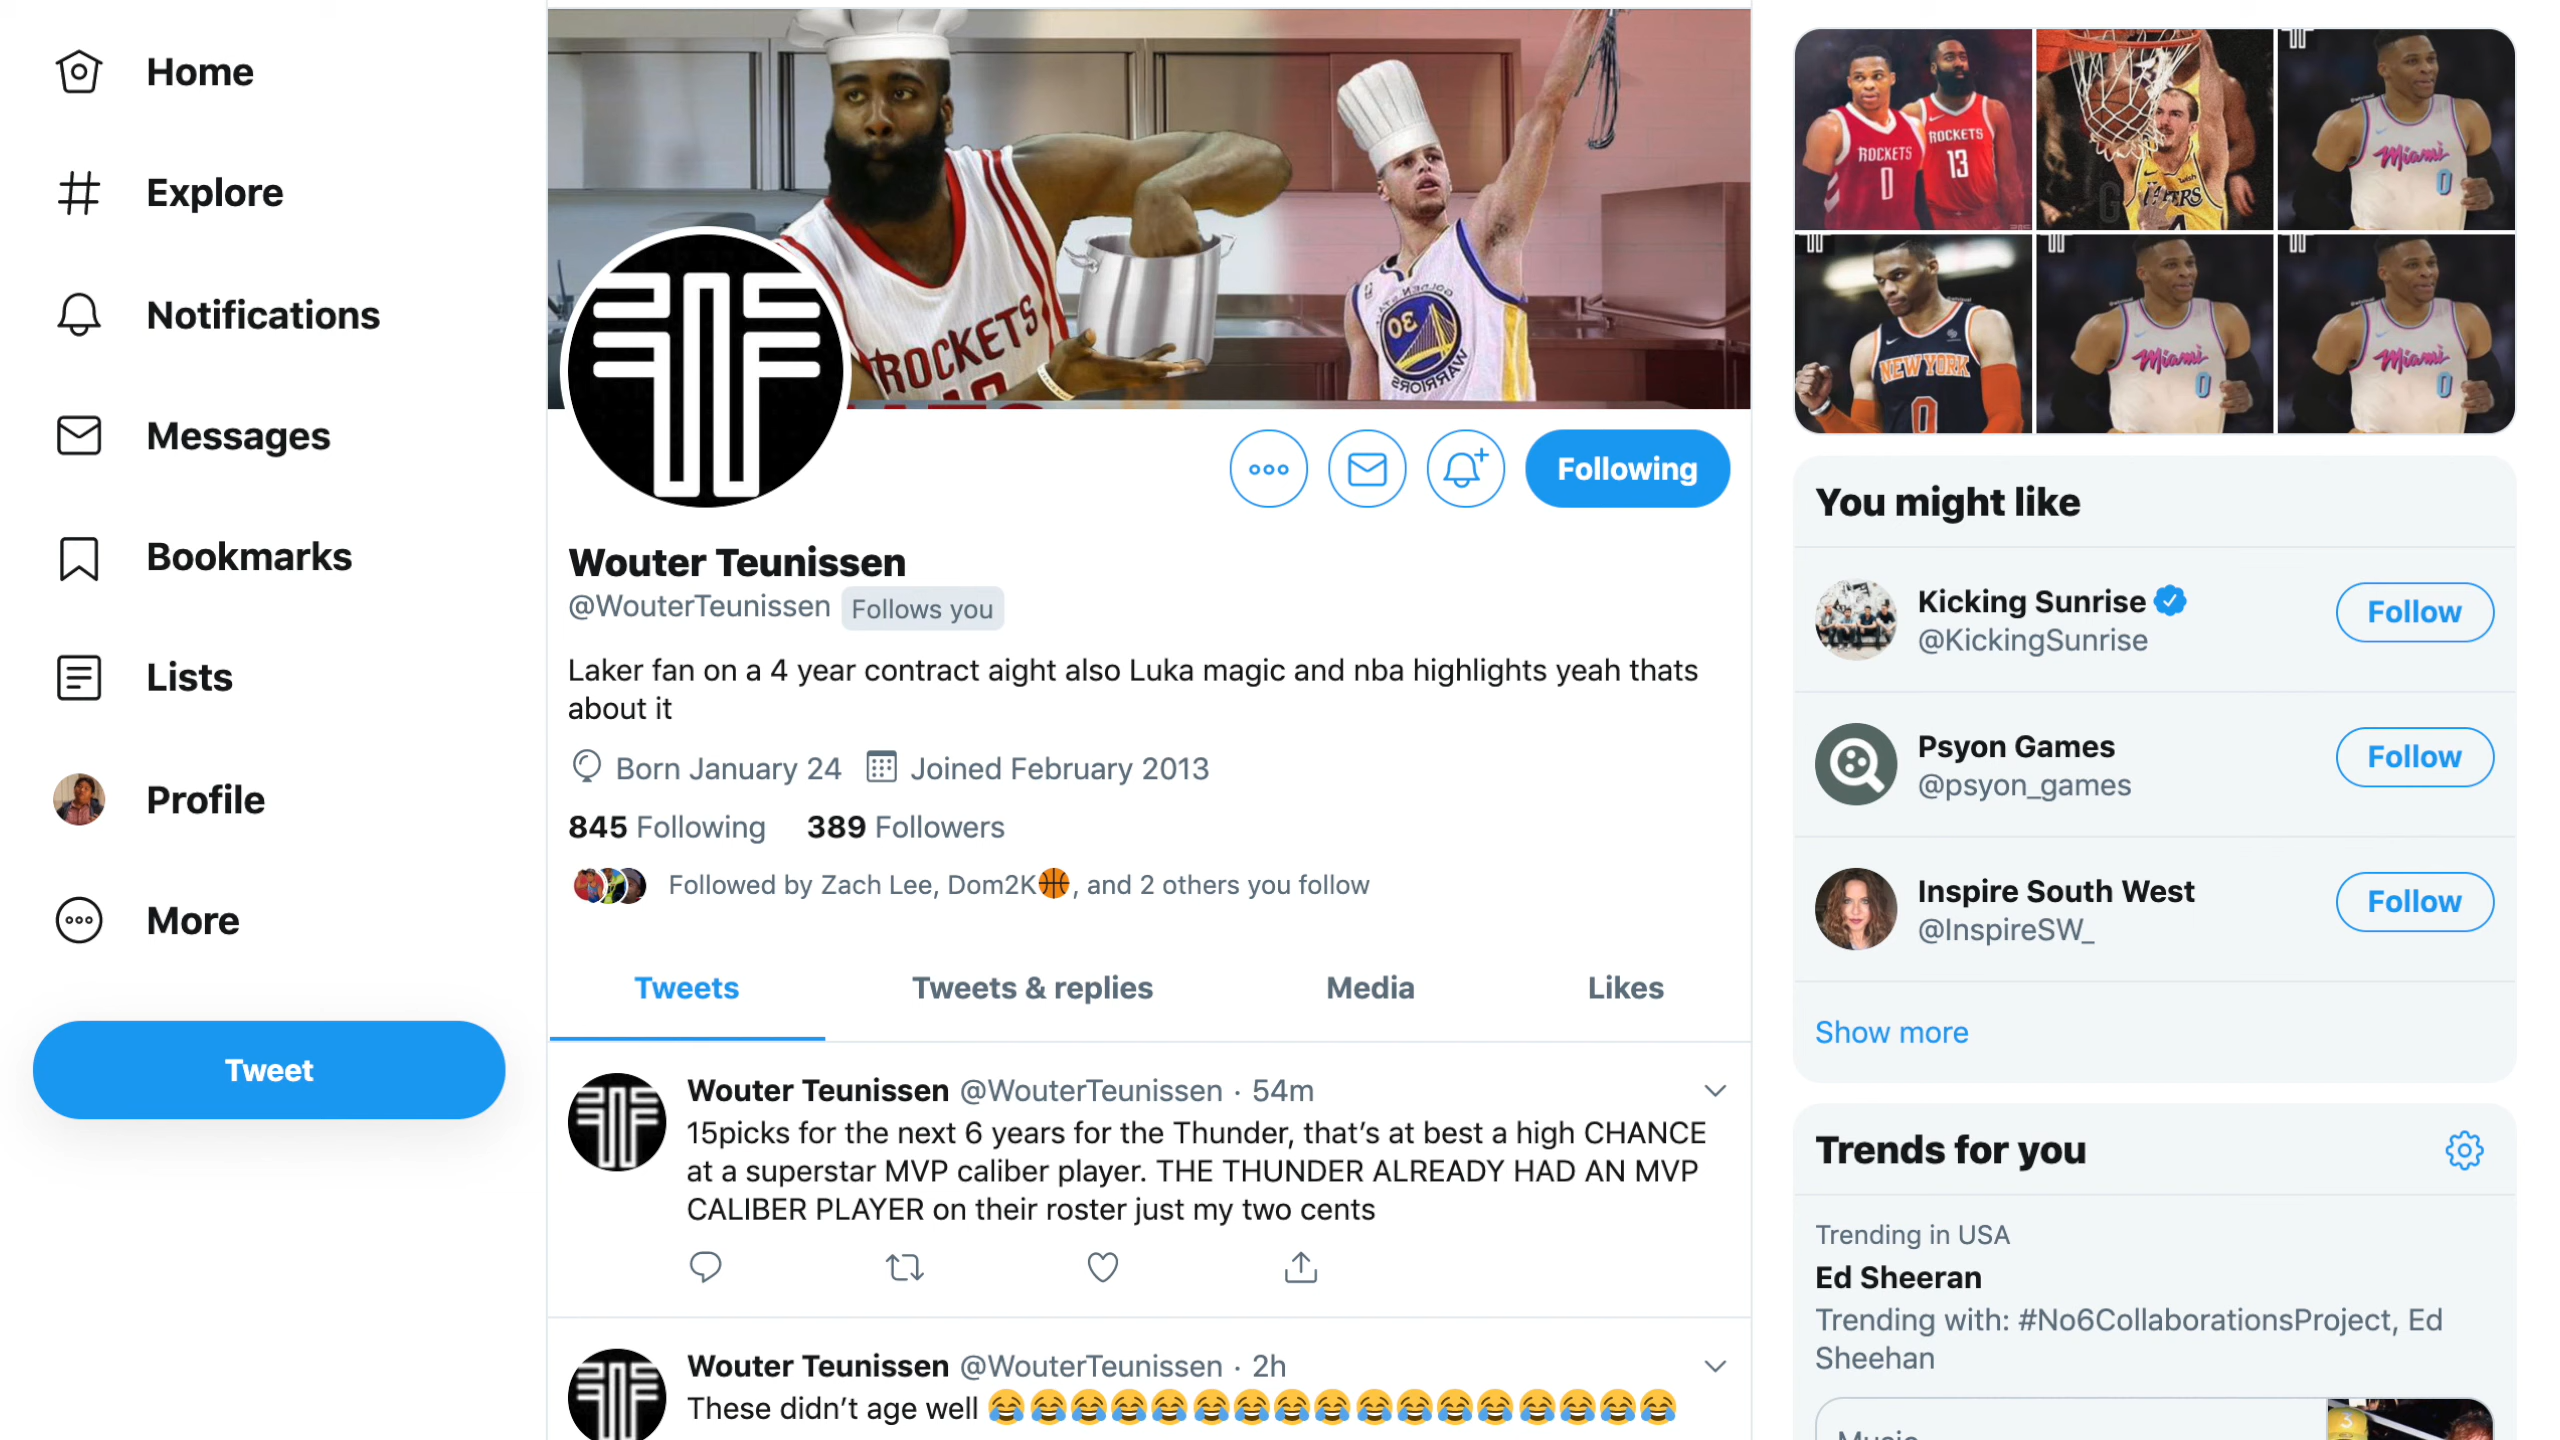 Home
Explore
Notifications
Messages
Bookmarks
Lists
Profile
More
Tweet
ROCKETS
30
WARRIORS
Following
Wouter Teunissen
@WouterTeunissen Follows you
Laker fan on a 4 year contract aight also Luka magic and nba highlights yeah thats
about it
Born January 24 Joined February 2013
845 Following 389 Followers
Followed by Zach Lee, Dom2K🏀, and 2 others you follow
Tweets Tweets & replies Media Likes
Wouter Teunissen @WouterTeunissen · 54m
15picks for the next 6 years for the Thunder, that’s at best a high CHANCE
at a superstar MVP caliber player. THE THUNDER ALREADY HAD AN MVP
CALIBER PLAYER on their roster just my two cents
Wouter Teunissen @WouterTeunissen · 2h
These didn’t age well 😂😂😂😂😂😂😂😂😂😂😂😂😂😂😂😂😂
ROCKETS
0
ROCKETS
13
Miami
0
NEW YORK
0
Miami
0
Miami
0
You might like
Kicking Sunrise
@KickingSunrise
Follow
Psyon Games
@psyon_games
Follow
Inspire South West
@InspireSW_
Follow
Show more
Trends for you
Trending in USA
Ed Sheeran
Trending with: #No6CollaborationsProject, Ed
Sheehan
Music
3